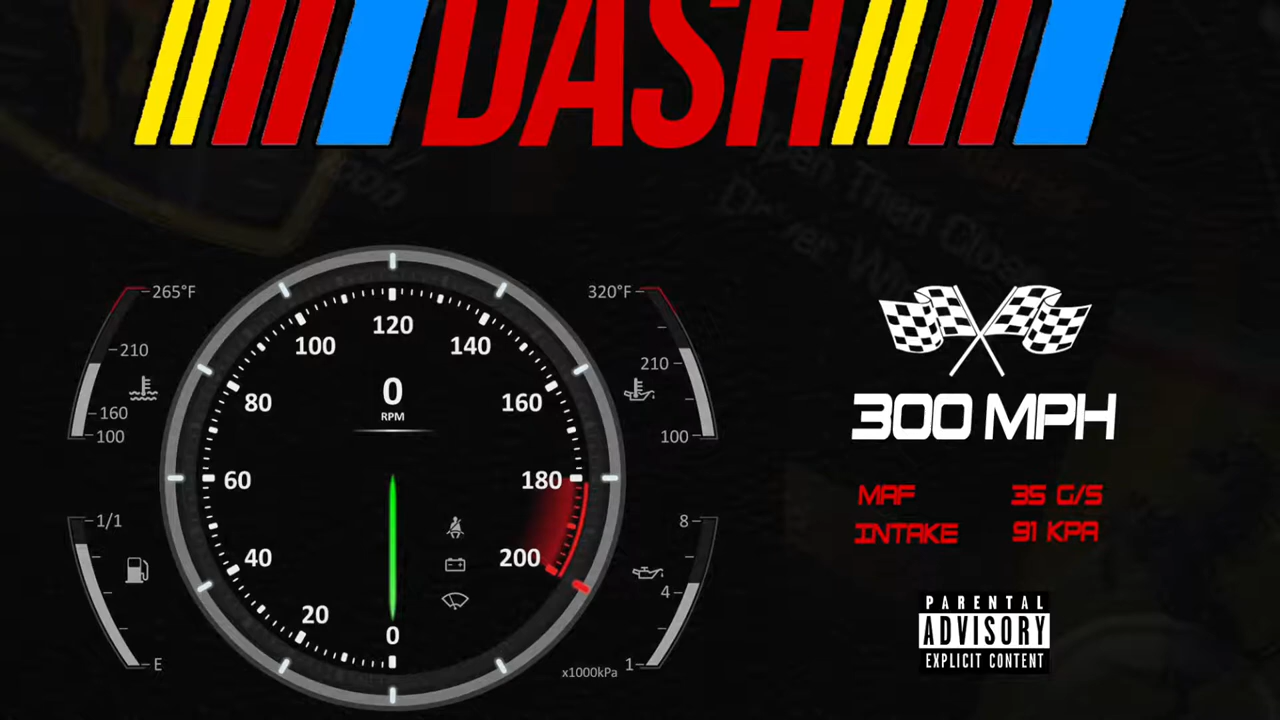 DASH
265°F
210
160
100
1/1
E
120
100
140
80
160
60
180
40
200
20
0
0
RPM
320°F
210
100
8
4
1
x1000kPa
300 MPH
MAF 35 G/S
INTAKE 91 KPA
PARENTAL
ADVISORY
EXPLICIT CONTENT